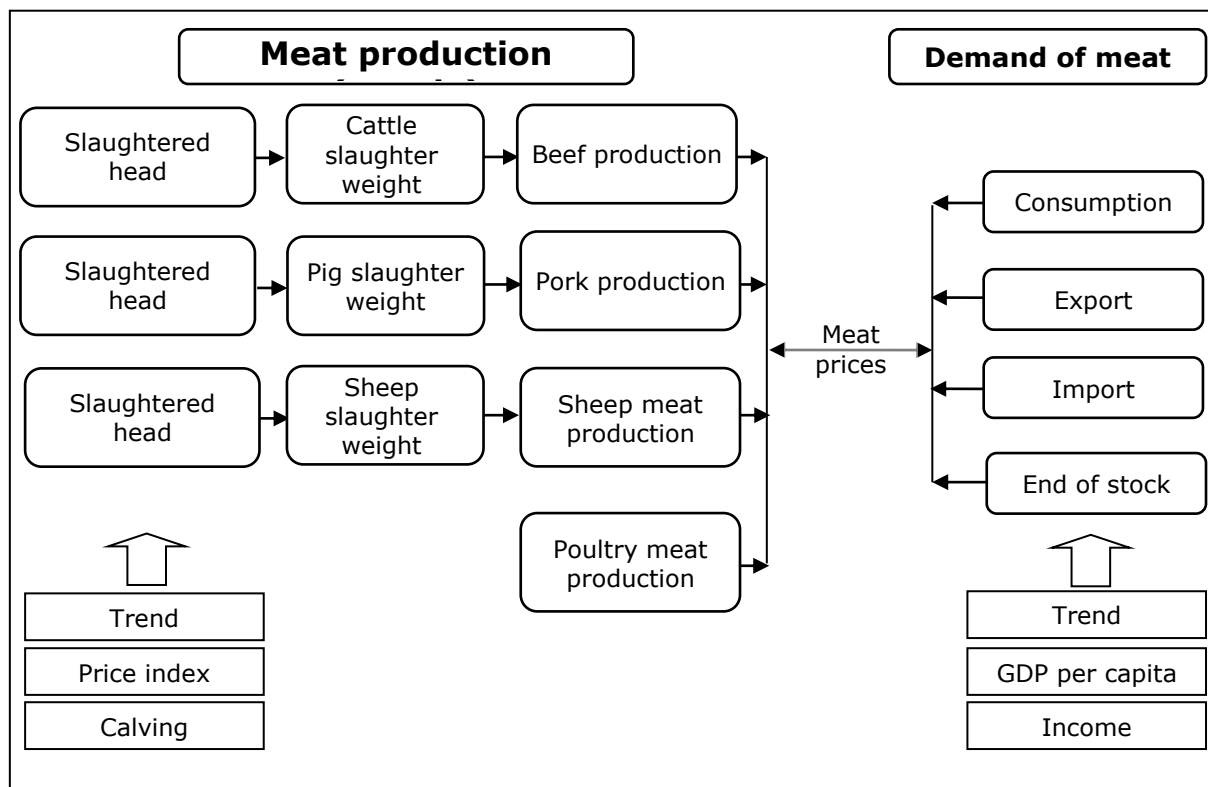 Meat production
Demand of meat
Slaughtered
head
Cattle
slaughter
weight
Beef production
Slaughtered
head
Pig slaughter
weight
Pork production
Slaughtered
head
Sheep
slaughter
weight
Sheep meat
production
Poultry meat
production
Meat
prices
Consumption
Export
Import
End of stock
Trend
Price index
Calving
Trend
GDP per capita
Income